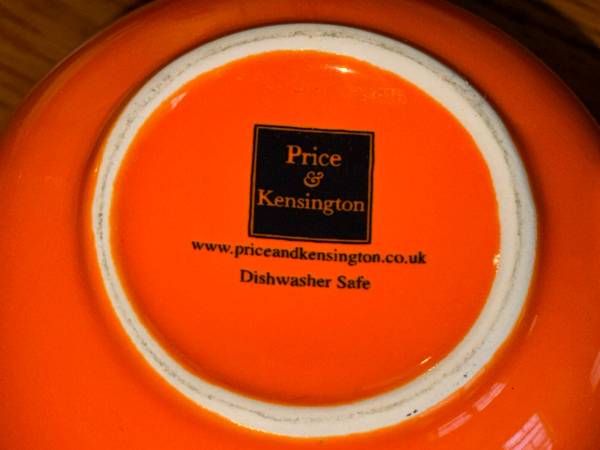 Price
&
Kensington
www.priceandkensington.co.uk
Dishwasher Safe